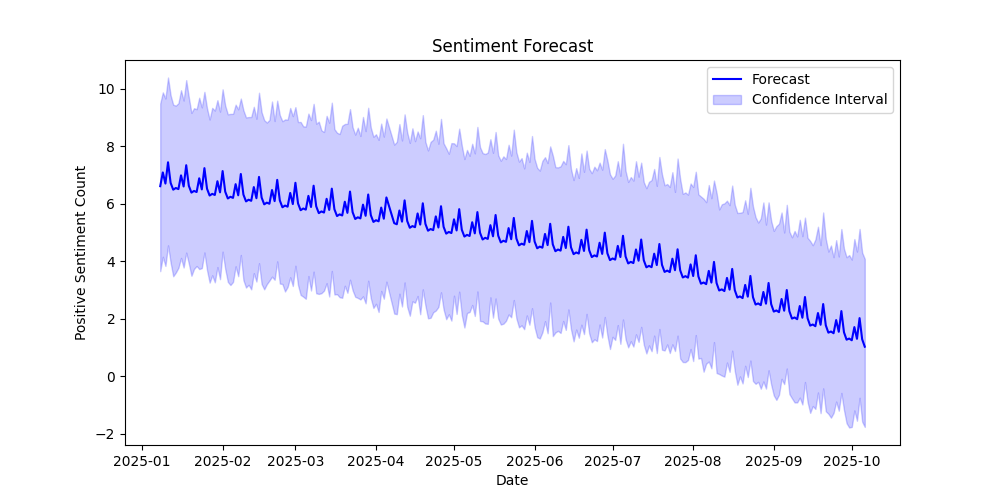 Sentiment Forecast
Forecast
Confidence Interval
Positive Sentiment Count
10
8
6
4
2
0
−2
2025-01 2025-02 2025-03 2025-04 2025-05 2025-06 2025-07 2025-08 2025-09 2025-10
Date